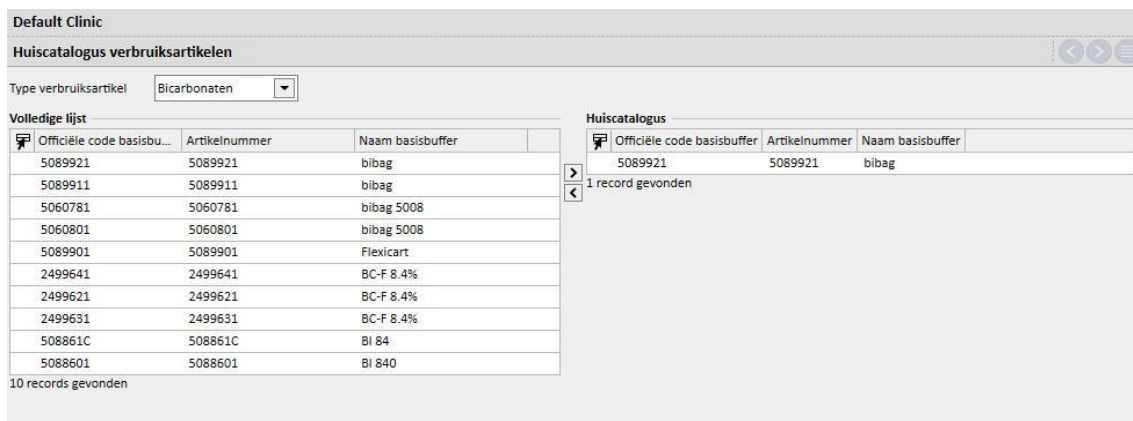 Default Clinic
Huiscatalogus verbruiksartikelen
Type verbruiksartikel Bicarbonaten
Volledige lijst
Officiële code basisbu... Artikelnummer Naam basisbuffer
5089921 5089921 bibag
5089911 5089911 bibag
5060781 5060781 bibag 5008
5060801 5060801 bibag 5008
5089901 5089901 Flexicart
2499641 2499641 BC-F 8.4%
2499621 2499621 BC-F 8.4%
2499631 2499631 BC-F 8.4%
508861C 508861C BI 84
5088601 5088601 BI 840
10 records gevonden
Huiscatalogus
Officiële code basisbuffer Artikelnummer Naam basisbuffer
5089921 5089921 bibag
1 record gevonden